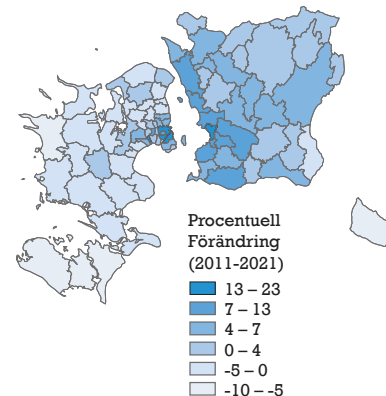 Procentuell
Förändring
(2011-2021)
13 – 23
7 – 13
4 – 7
0 – 4
-5 – 0
-10 – -5